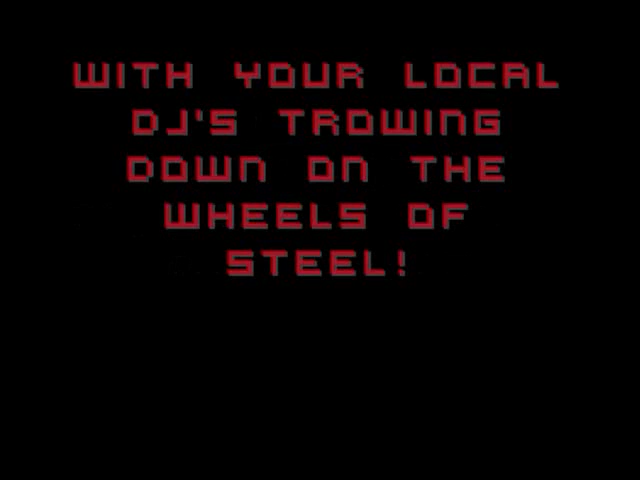 WITH YOUR LOCAL
DJ'S TROWING
DOWN ON THE
WHEELS OF
STEEL!